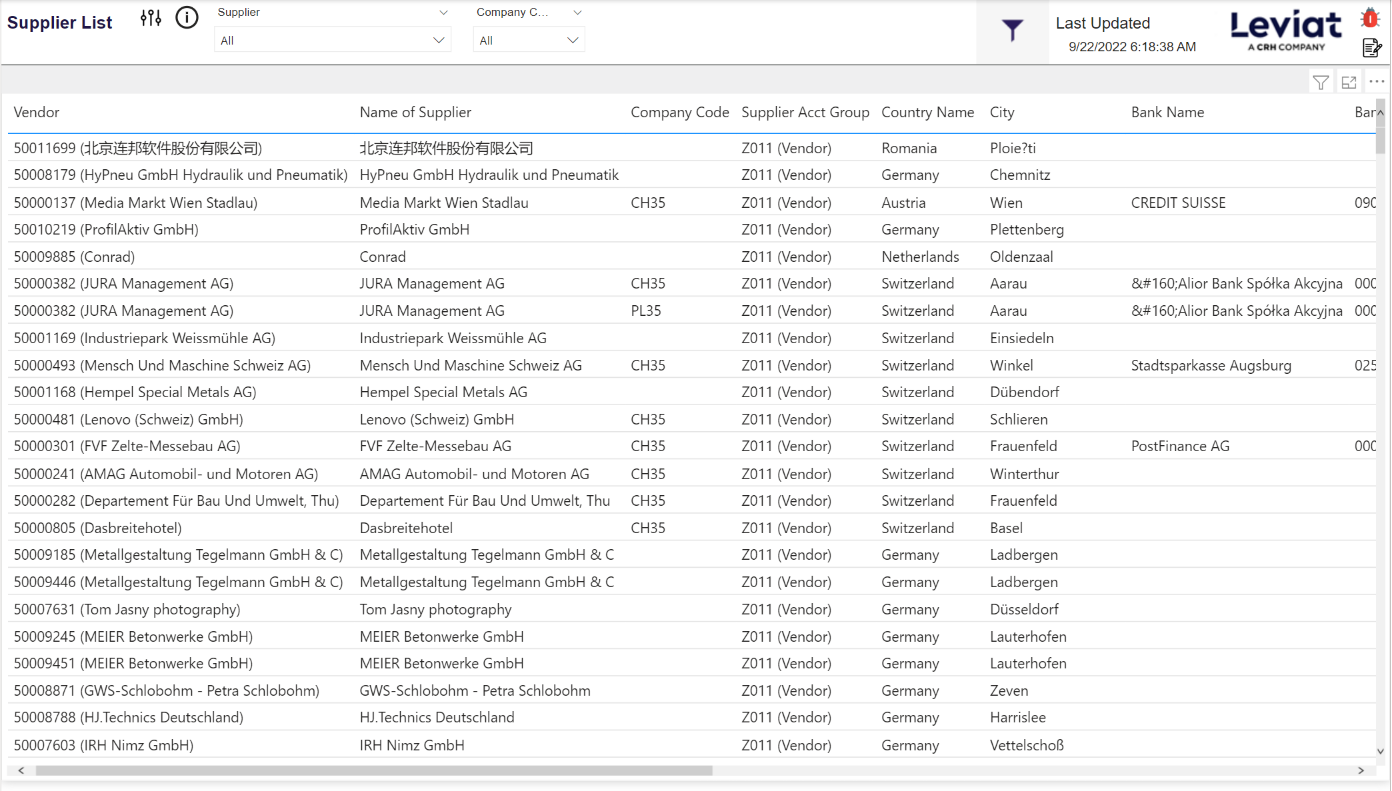 Supplier List
Supplier
Company C...
All
All
Last Updated
9/22/2022 6:18:38 AM
Leviat
A CRH COMPANY
Vendor Name of Supplier Company Code Supplier Acct Group Country Name City Bank Name Ban
50011699 (北京连邦软件股份有限公司) 北京连邦软件股份有限公司 Z011 (Vendor) Romania Ploie?ti
50008179 (HyPneu GmbH Hydraulik und Pneumatik) HyPneu GmbH Hydraulik und Pneumatik Z011 (Vendor) Germany Chemnitz
50000137 (Media Markt Wien Stadlau) Media Markt Wien Stadlau CH35 Z011 (Vendor) Austria Wien CREDIT SUISSE 090
50010219 (ProfilAktiv GmbH) ProfilAktiv GmbH Z011 (Vendor) Germany Plettenberg
50009885 (Conrad) Conrad Z011 (Vendor) Netherlands Oldenzaal
50000382 (JURA Management AG) JURA Management AG CH35 Z011 (Vendor) Switzerland Aarau &#160;Alior Bank Spółka Akcyjna 000
50000382 (JURA Management AG) JURA Management AG PL35 Z011 (Vendor) Switzerland Aarau &#160;Alior Bank Spółka Akcyjna 000
50001169 (Industriepark Weissmühle AG) Industriepark Weissmühle AG Z011 (Vendor) Switzerland Einsiedeln
50000493 (Mensch Und Maschine Schweiz AG) Mensch Und Maschine Schweiz AG CH35 Z011 (Vendor) Switzerland Winkel Stadtsparkasse Augsburg 025
50001168 (Hempel Special Metals AG) Hempel Special Metals AG Z011 (Vendor) Switzerland Dübendorf
50000481 (Lenovo (Schweiz) GmbH) Lenovo (Schweiz) GmbH CH35 Z011 (Vendor) Switzerland Schlieren
50000301 (FVF Zelte-Messebau AG) FVF Zelte-Messebau AG CH35 Z011 (Vendor) Switzerland Frauenfeld PostFinance AG 000
50000241 (AMAG Automobil- und Motoren AG) AMAG Automobil- und Motoren AG CH35 Z011 (Vendor) Switzerland Winterthur
50000282 (Departement Für Bau Und Umwelt, Thu) Departement Für Bau Und Umwelt, Thu CH35 Z011 (Vendor) Switzerland Frauenfeld
50000805 (Dasbreitehotel) Dasbreitehotel CH35 Z011 (Vendor) Switzerland Basel
50009185 (Metallgestaltung Tegelmann GmbH & C) Metallgestaltung Tegelmann GmbH & C Z011 (Vendor) Germany Ladbergen
50009446 (Metallgestaltung Tegelmann GmbH & C) Metallgestaltung Tegelmann GmbH & C Z011 (Vendor) Germany Ladbergen
50007631 (Tom Jasny photography) Tom Jasny photography Z011 (Vendor) Germany Düsseldorf
50009245 (MEIER Betonwerke GmbH) MEIER Betonwerke GmbH Z011 (Vendor) Germany Lauterhofen
50009451 (MEIER Betonwerke GmbH) MEIER Betonwerke GmbH Z011 (Vendor) Germany Lauterhofen
50008871 (GWS-Schlobohm - Petra Schlobohm) GWS-Schlobohm - Petra Schlobohm Z011 (Vendor) Germany Zeven
50008788 (HJ.Technics Deutschland) HJ.Technics Deutschland Z011 (Vendor) Germany Harrislee
50007603 (IRH Nimz GmbH) IRH Nimz GmbH Z011 (Vendor) Germany Vettelschoß